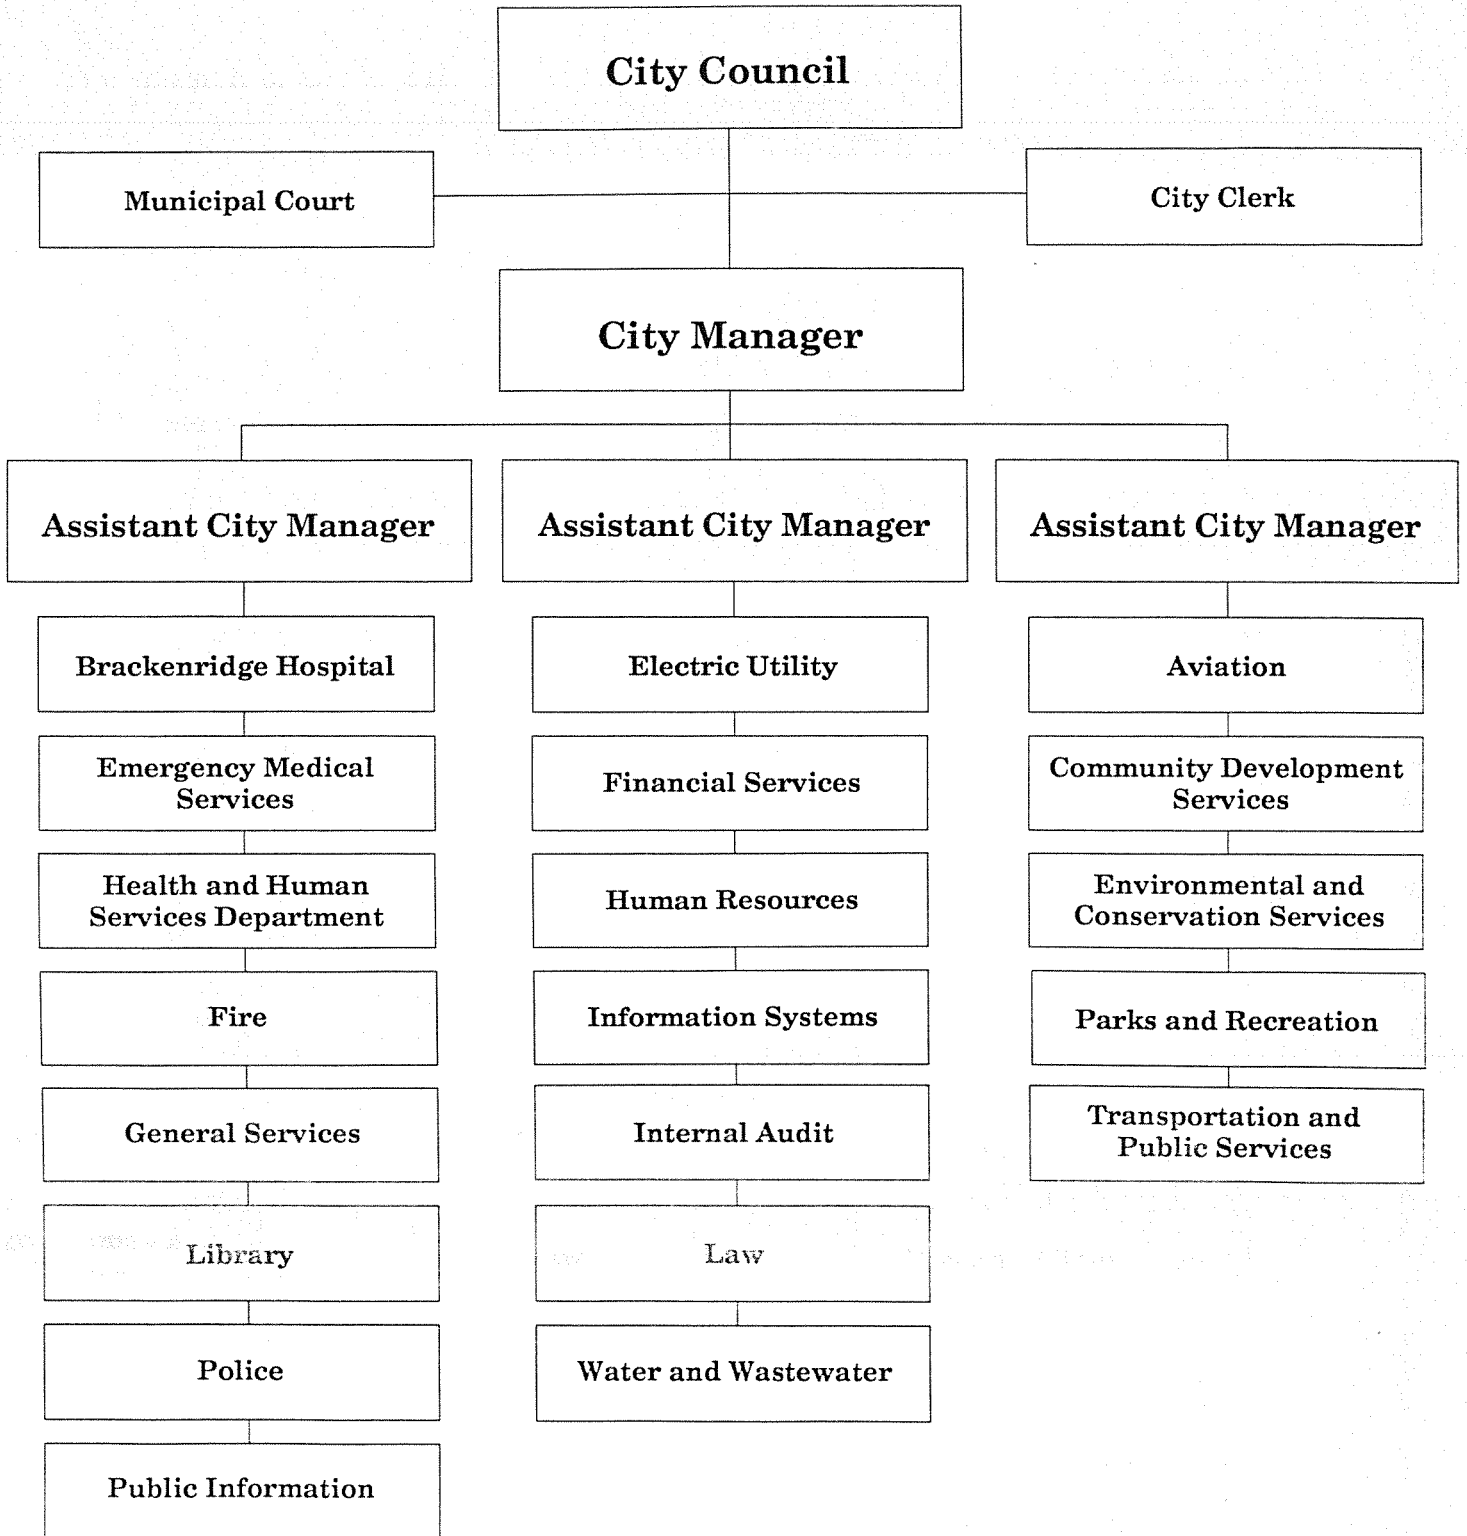 City Council
Municipal Court
City Clerk
City Manager
Assistant City Manager
Assistant City Manager
Assistant City Manager
Brackenridge Hospital
Emergency Medical
Services
Health and Human
Services Department
Fire
General Services
Library
Police
Public Information
Electric Utility
Financial Services
Human Resources
Information Systems
Internal Audit
Law
Water and Wastewater
Aviation
Community Development
Services
Environmental and
Conservation Services
Parks and Recreation
Transportation and
Public Services